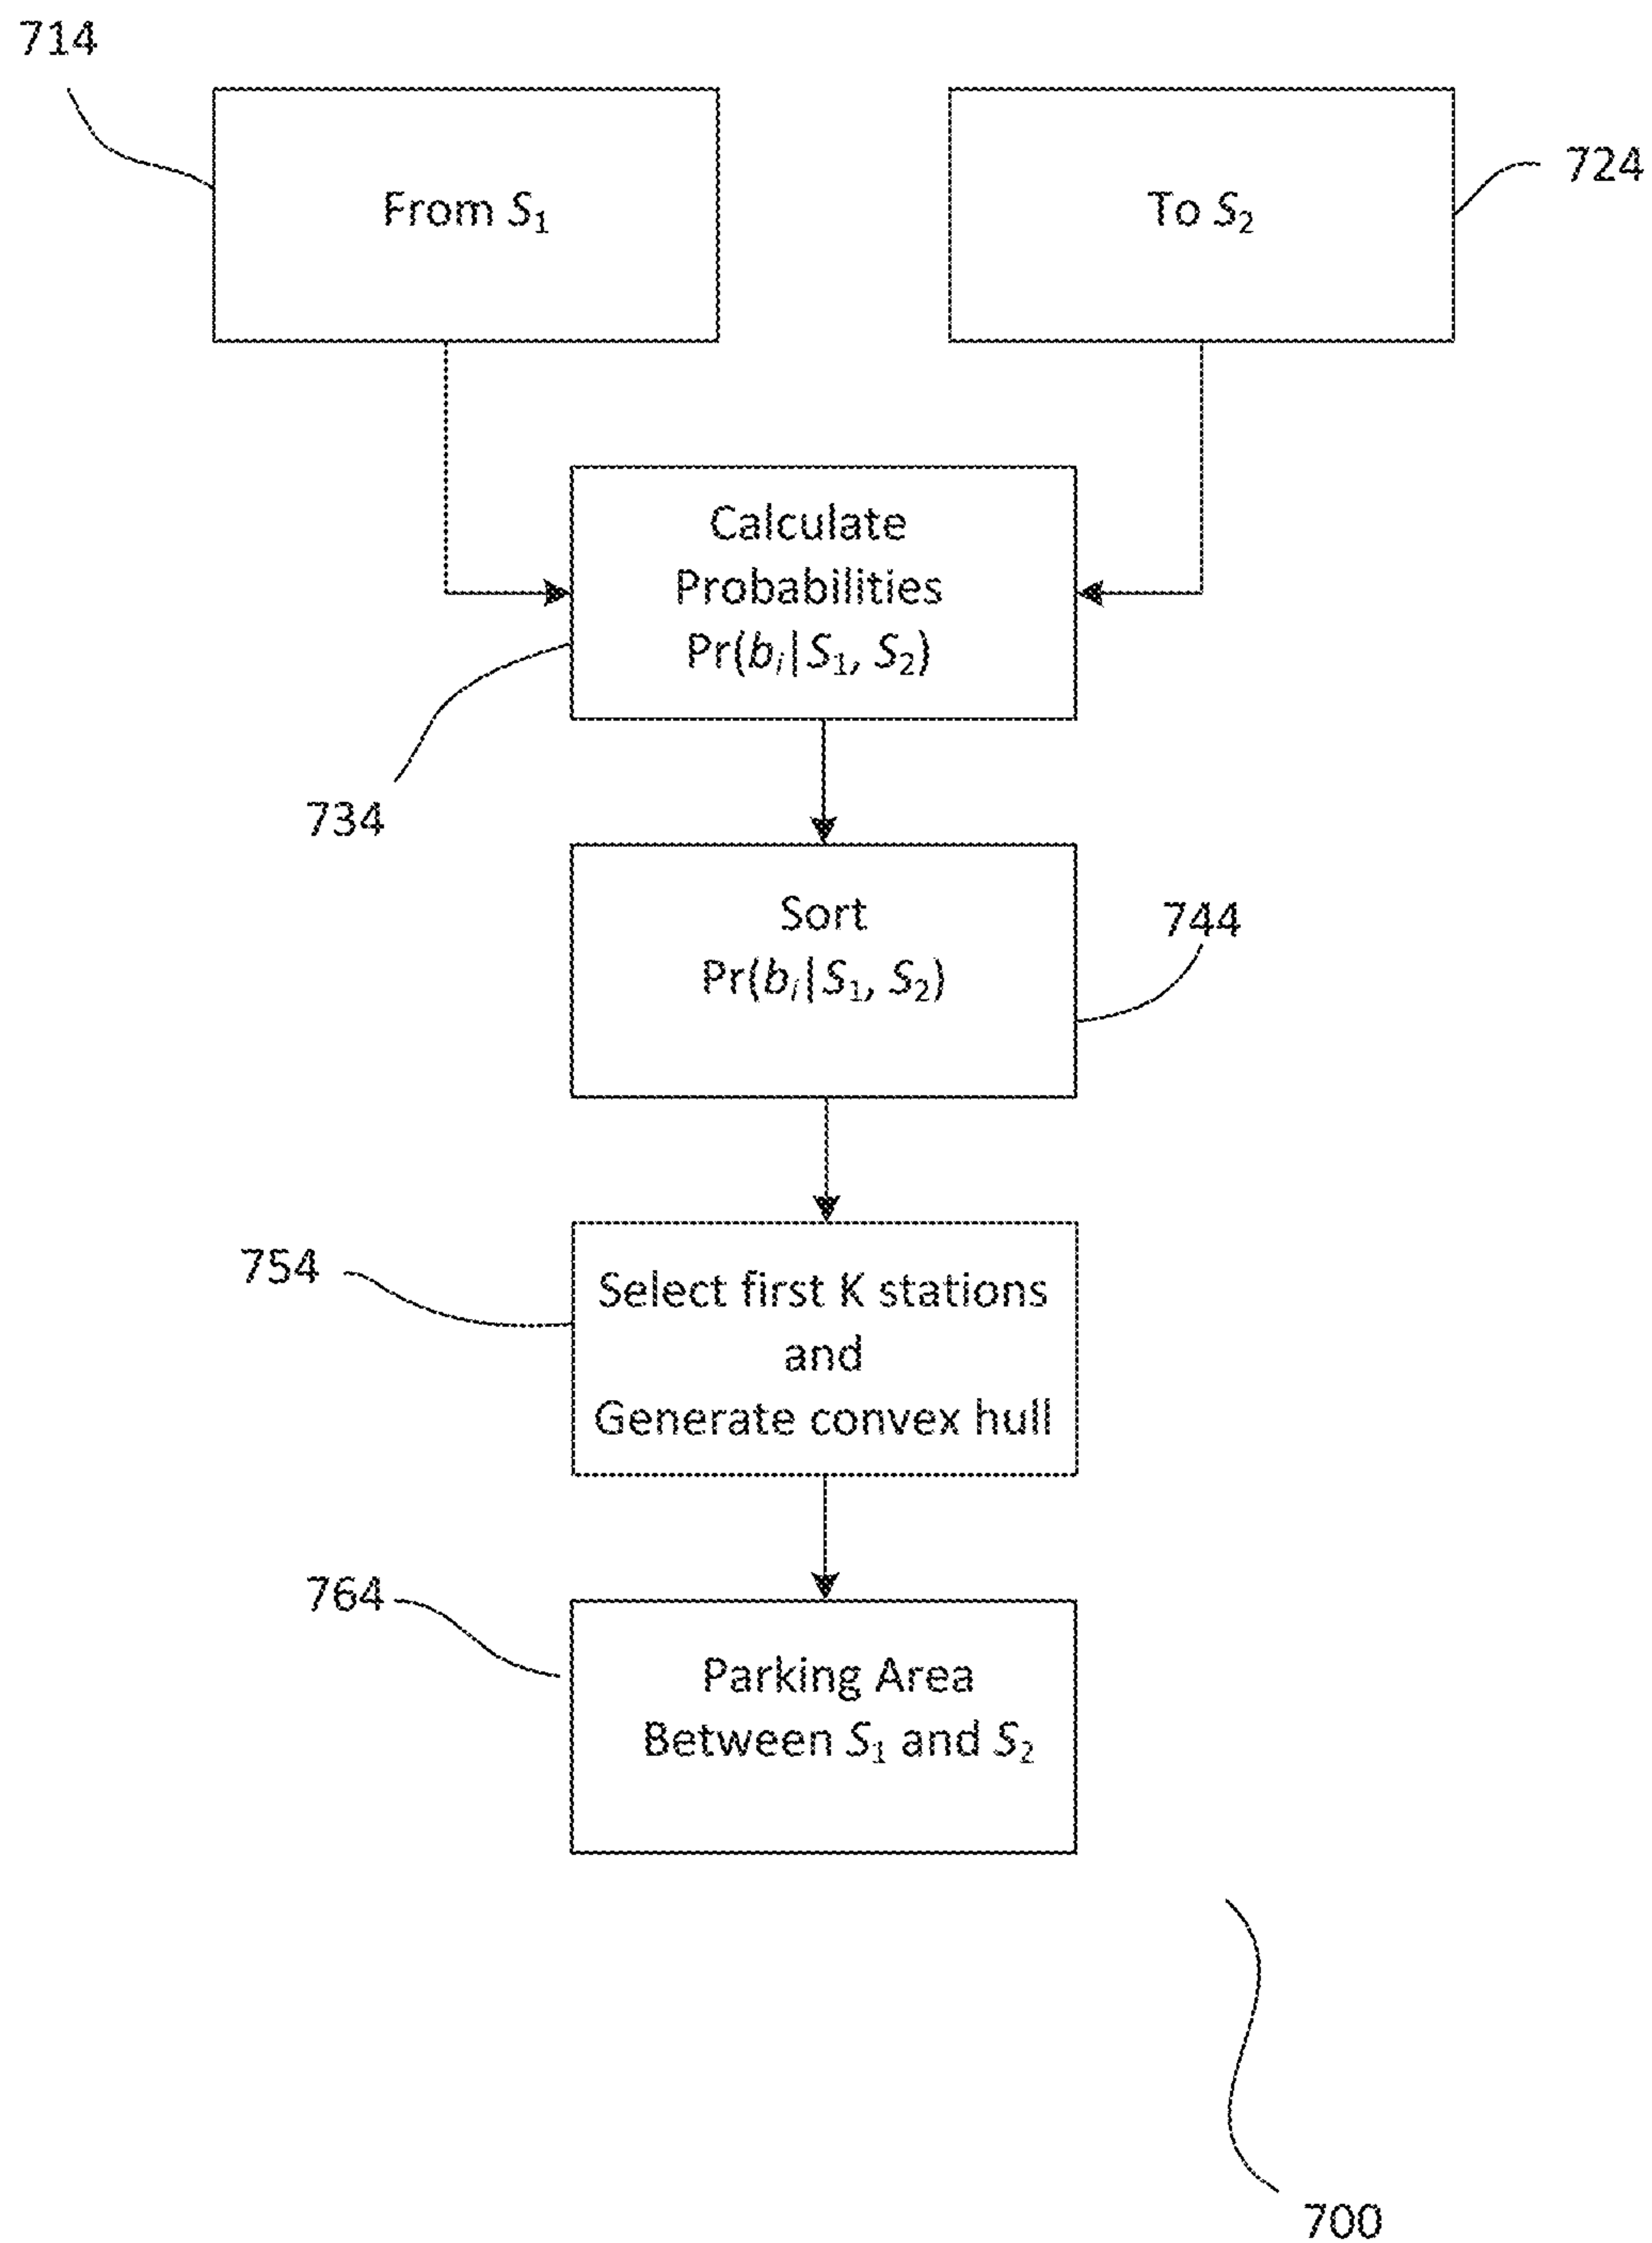 714
From S₁
To S₂
724
Calculate
Probabilities
Pr(bᵢ|S₁, S₂)
734
Sort
Pr(bᵢ|S₁, S₂)
744
754
Select first K stations
and
Generate convex hull
764
Parking Area
Between S₁ and S₂
700